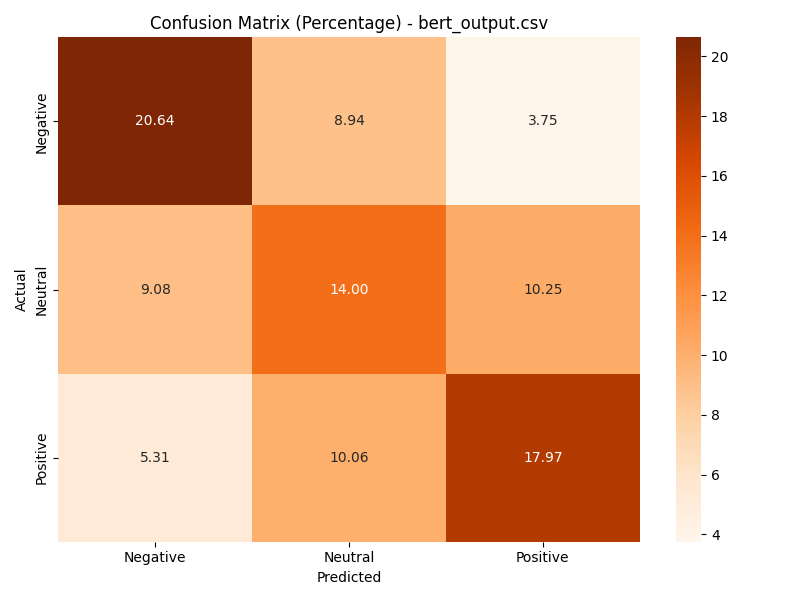 Confusion Matrix (Percentage) - bert_output.csv
Actual
Negative
20.64 8.94 3.75
Neutral
9.08 14.00 10.25
Positive
5.31 10.06 17.97
Negative Neutral Positive
Predicted
20
18
16
14
12
10
8
6
4